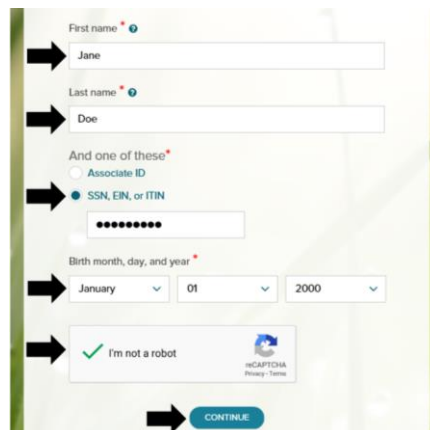 First name * ?
Jane
Last name * ?
Doe
And one of these*
Associate ID
SSN, EIN, or ITIN
•••••••••
Birth month, day, and year *
January 01 2000
I'm not a robot
reCAPTCHA
Privacy - Terms
CONTINUE